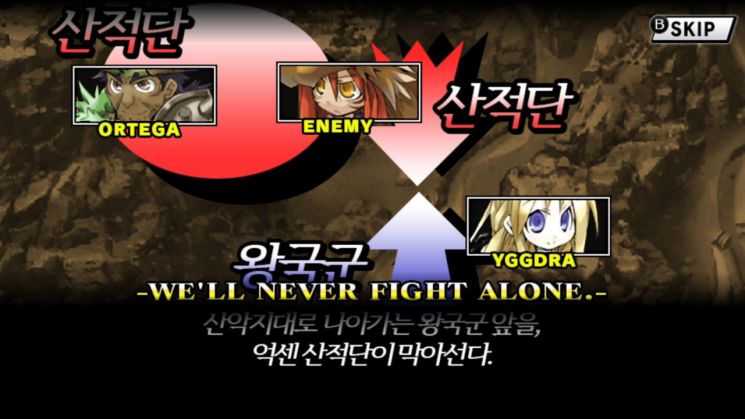 산적단
B SKIP
ORTEGA
ENEMY
산적단
YGGDRA
왕국군
-WE'LL NEVER FIGHT ALONE.-
산악지대로 나아가는 왕국군 앞을,
억센 산적단이 막아선다.